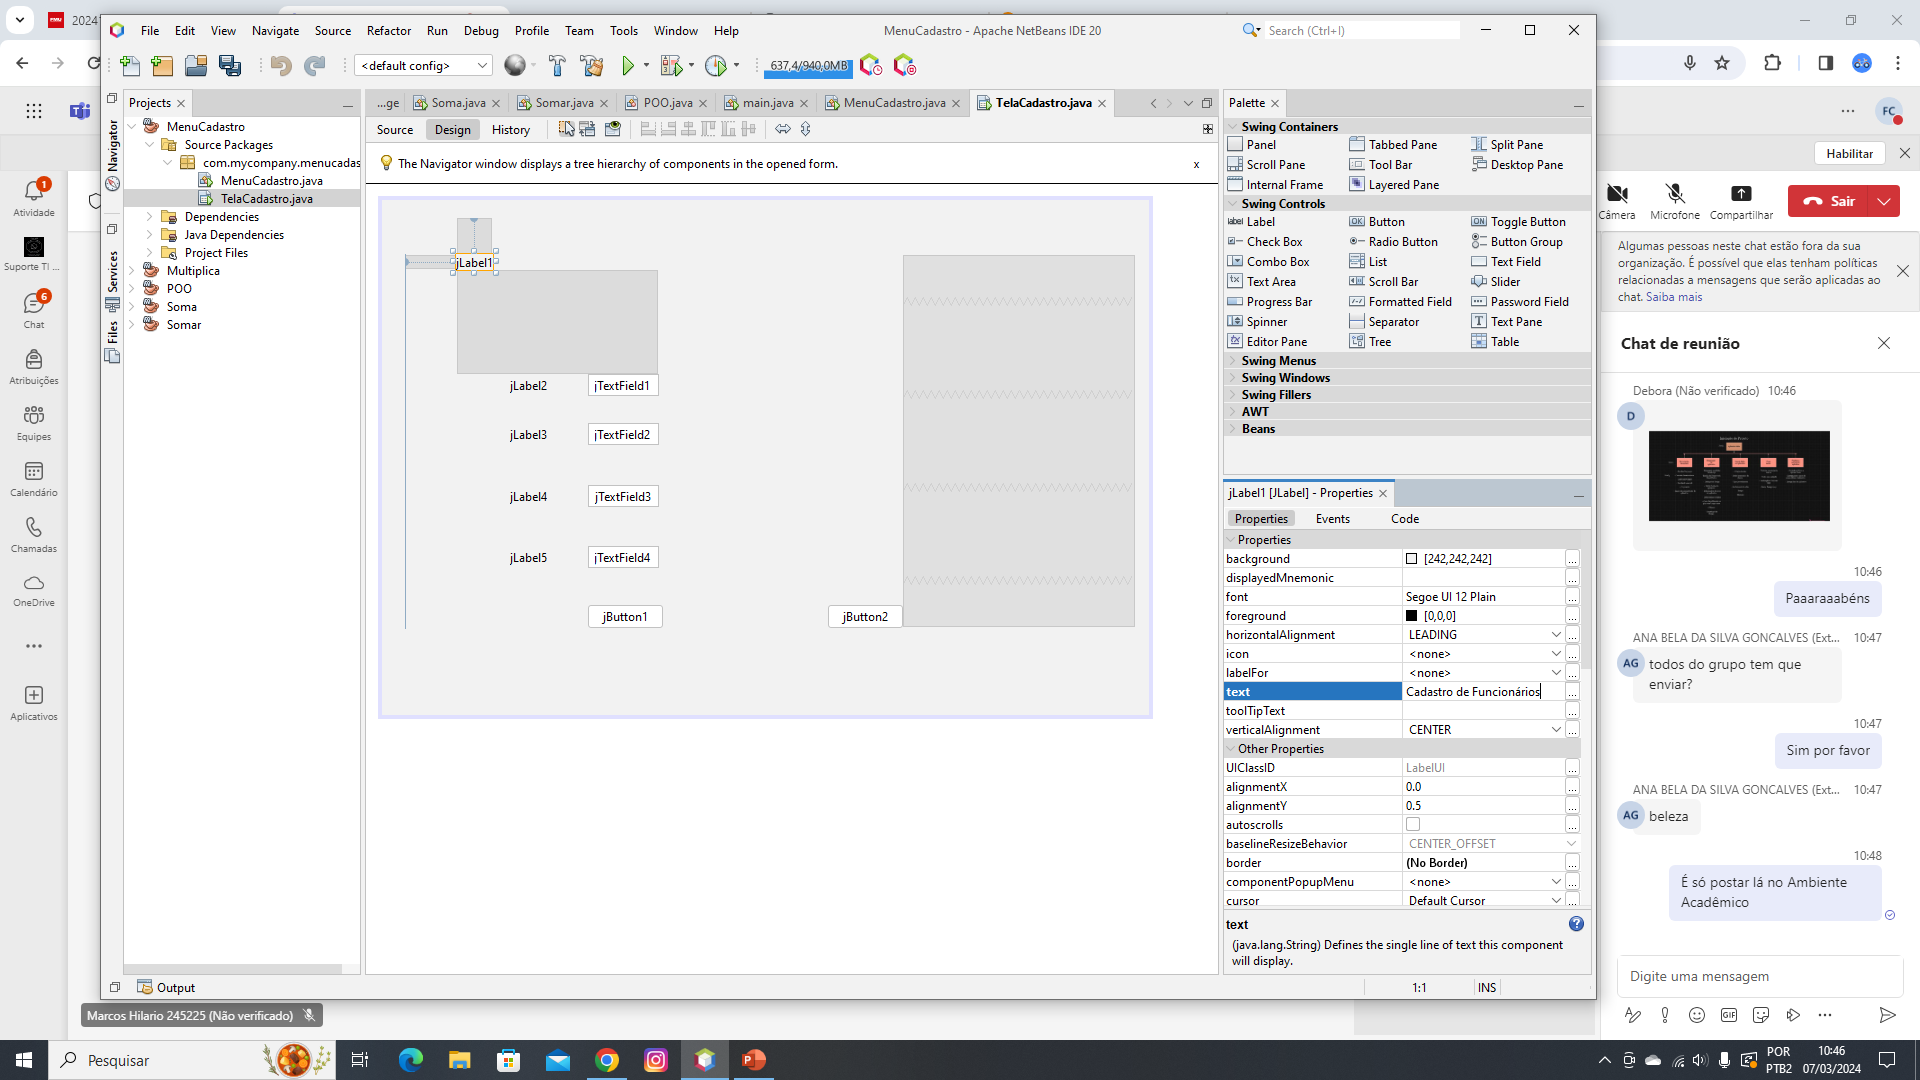 2024
File Edit View Navigate Source Refactor Run Debug Profile Team Tools Window Help
MenuCadastro - Apache NetBeans IDE 20
Search (Ctrl+I)
<default config>
637,4/940,0MB
Projects
...ge Soma.java Somar.java POO.java main.java MenuCadastro.java TelaCadastro.java
Source Design History
The Navigator window displays a tree hierarchy of components in the opened form.
x
MenuCadastro
Source Packages
com.mycompany.menucadas
MenuCadastro.java
TelaCadastro.java
Dependencies
Java Dependencies
Project Files
Multiplica
POO
Soma
Somar
Navigator
Services
Files
jLabel1
jLabel2 jTextField1
jLabel3 jTextField2
jLabel4 jTextField3
jLabel5 jTextField4
jButton1 jButton2
Palette
Swing Containers
Panel Tabbed Pane Split Pane
Scroll Pane Tool Bar Desktop Pane
Internal Frame Layered Pane
Swing Controls
Label Button Toggle Button
Check Box Radio Button Button Group
Combo Box List Text Field
Text Area Scroll Bar Slider
Progress Bar Formatted Field Password Field
Spinner Separator Text Pane
Editor Pane Tree Table
Swing Menus
Swing Windows
Swing Fillers
AWT
Beans
jLabel1 [JLabel] - Properties
Properties Events Code
Properties
background [242,242,242] ...
displayedMnemonic ...
font Segoe UI 12 Plain ...
foreground [0,0,0] ...
horizontalAlignment LEADING ...
icon <none> ...
labelFor <none> ...
text Cadastro de Funcionários ...
toolTipText ...
verticalAlignment CENTER ...
Other Properties
UIClassID LabelUI ...
alignmentX 0.0 ...
alignmentY 0.5 ...
autoscrolls ...
baselineResizeBehavior CENTER_OFFSET
border (No Border) ...
componentPopupMenu <none> ...
cursor Default Cursor ...
text
(java.lang.String) Defines the single line of text this component
will display.
Output
1:1 INS
Marcos Hilario 245225 (Não verificado)
1
Atividade
Suporte TI ...
6
Chat
Atribuições
Equipes
Calendário
Chamadas
OneDrive
Aplicativos
FC
Habilitar
Câmera Microfone Compartilhar Sair
Algumas pessoas neste chat estão fora da sua
organização. É possível que elas tenham políticas
relacionadas a mensagens que serão aplicadas ao
chat. Saiba mais
Chat de reunião
Debora (Não verificado) 10:46
D
10:46
Paaaraaabéns
ANA BELA DA SILVA GONCALVES (Ext... 10:47
AG
todos do grupo tem que
enviar?
10:47
Sim por favor
ANA BELA DA SILVA GONCALVES (Ext... 10:47
AG
beleza
10:48
É só postar lá no Ambiente
Acadêmico
Digite uma mensagem
GIF
Pesquisar
POR
PTB2
10:46
07/03/2024